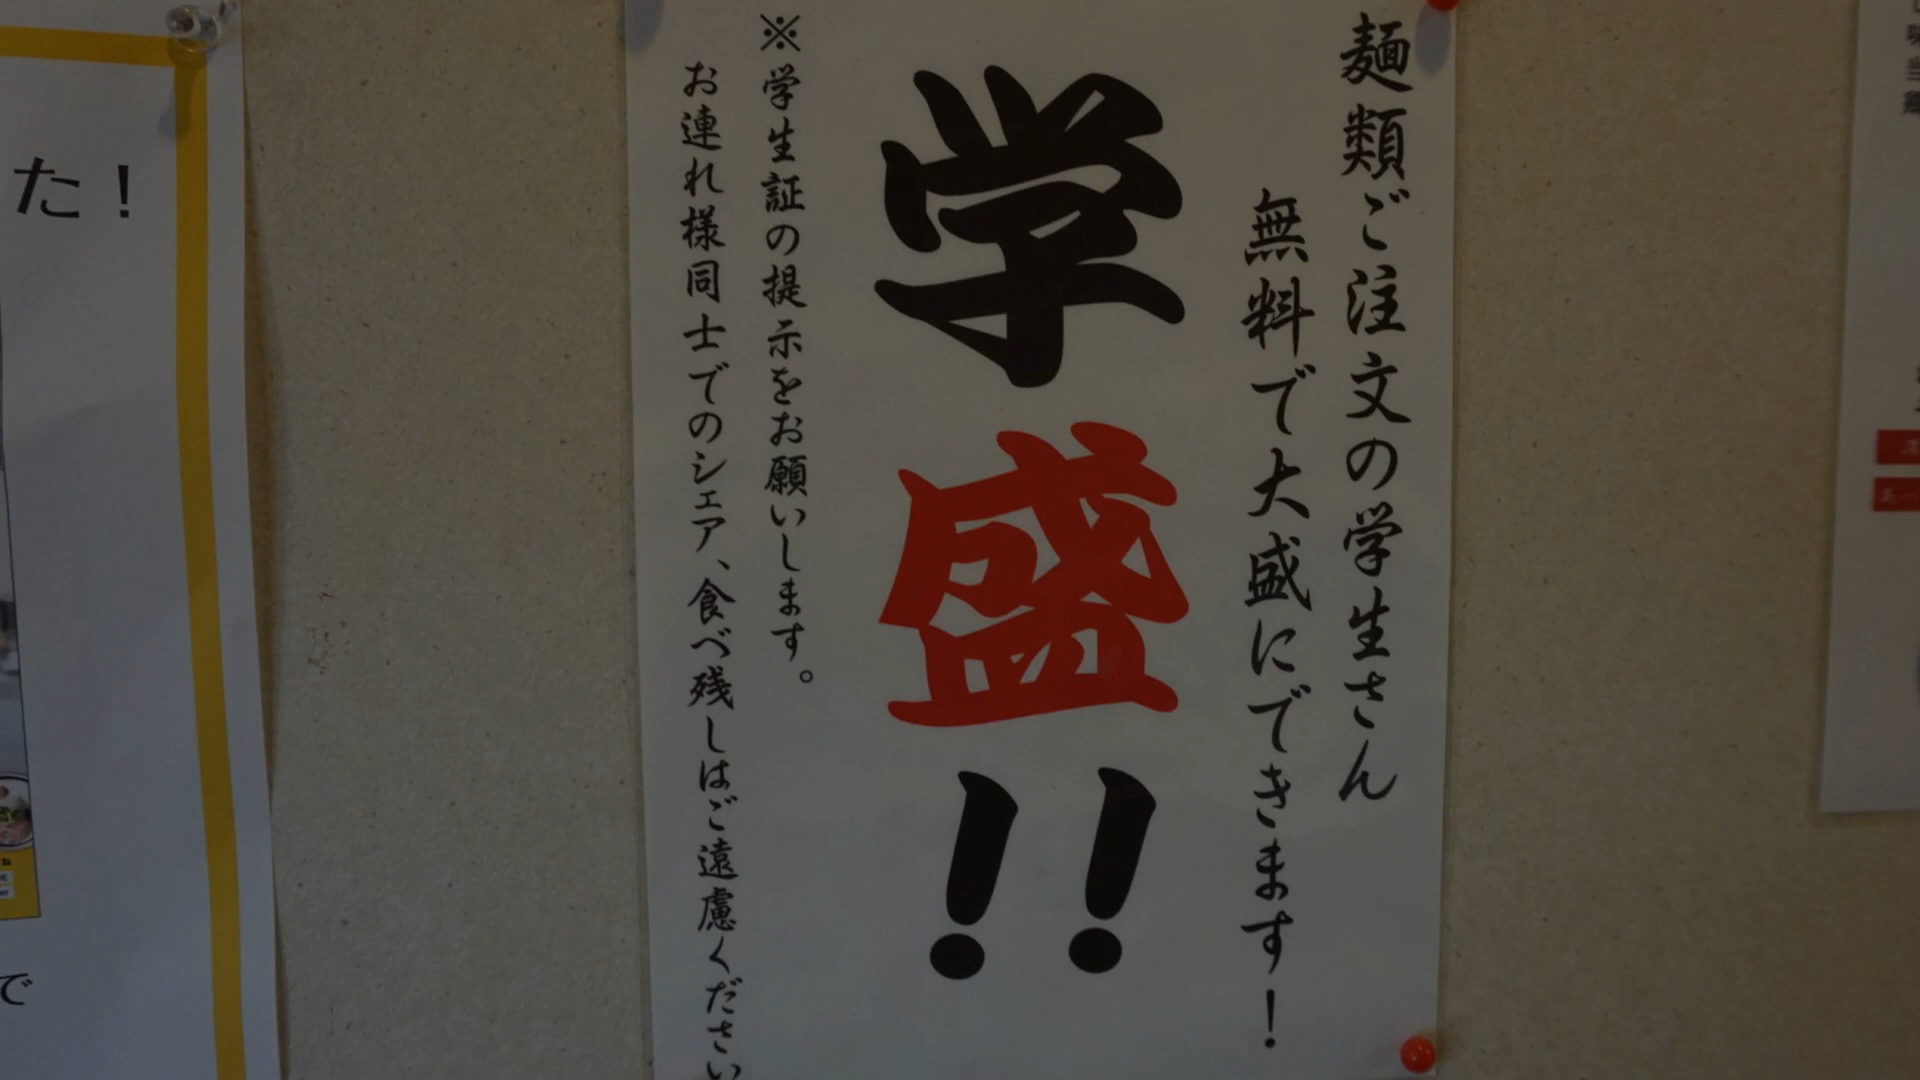 麺類ご注文の学生さん
無料で大盛にできます!
学盛!!
※学生証の提示をお願いします。
お連れ様同士でのシェア、食べ残しはご遠慮ください
た!
で